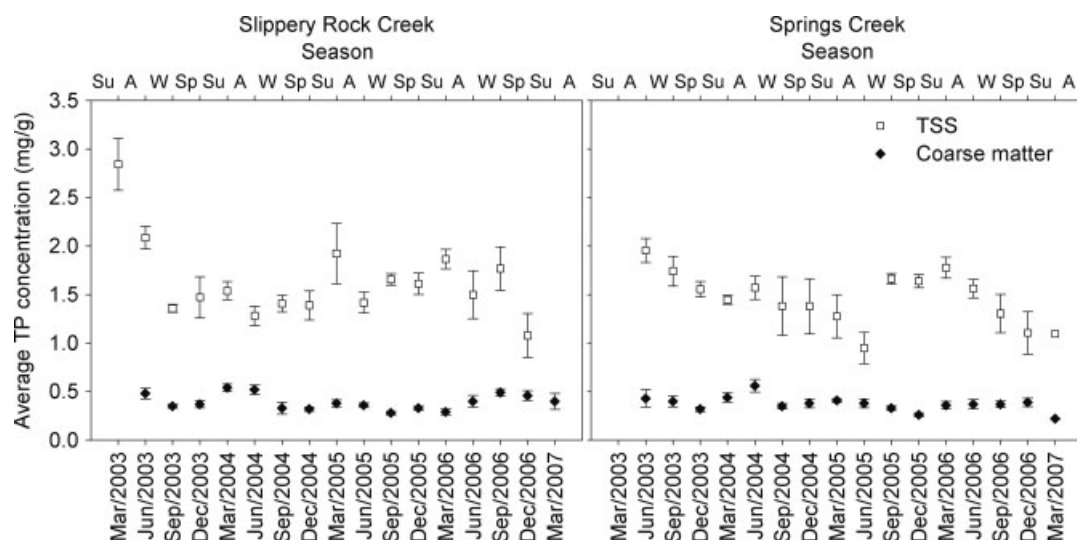 Slippery Rock Creek
Season
Su A W Sp Su A W Sp Su A W Sp Su A W Sp Su A
Springs Creek
Season
Su A W Sp Su A W Sp Su A W Sp Su A W Sp Su A
Average TP concentration (mg/g)
3.5
3.0
2.5
2.0
1.5
1.0
0.5
0.0
TSS
Coarse matter
Mar/2003
Jun/2003
Sep/2003
Dec/2003
Mar/2004
Jun/2004
Sep/2004
Dec/2004
Mar/2005
Jun/2005
Sep/2005
Dec/2005
Mar/2006
Jun/2006
Sep/2006
Dec/2006
Mar/2007
Mar/2003
Jun/2003
Sep/2003
Dec/2003
Mar/2004
Jun/2004
Sep/2004
Dec/2004
Mar/2005
Jun/2005
Sep/2005
Dec/2005
Mar/2006
Jun/2006
Sep/2006
Dec/2006
Mar/2007